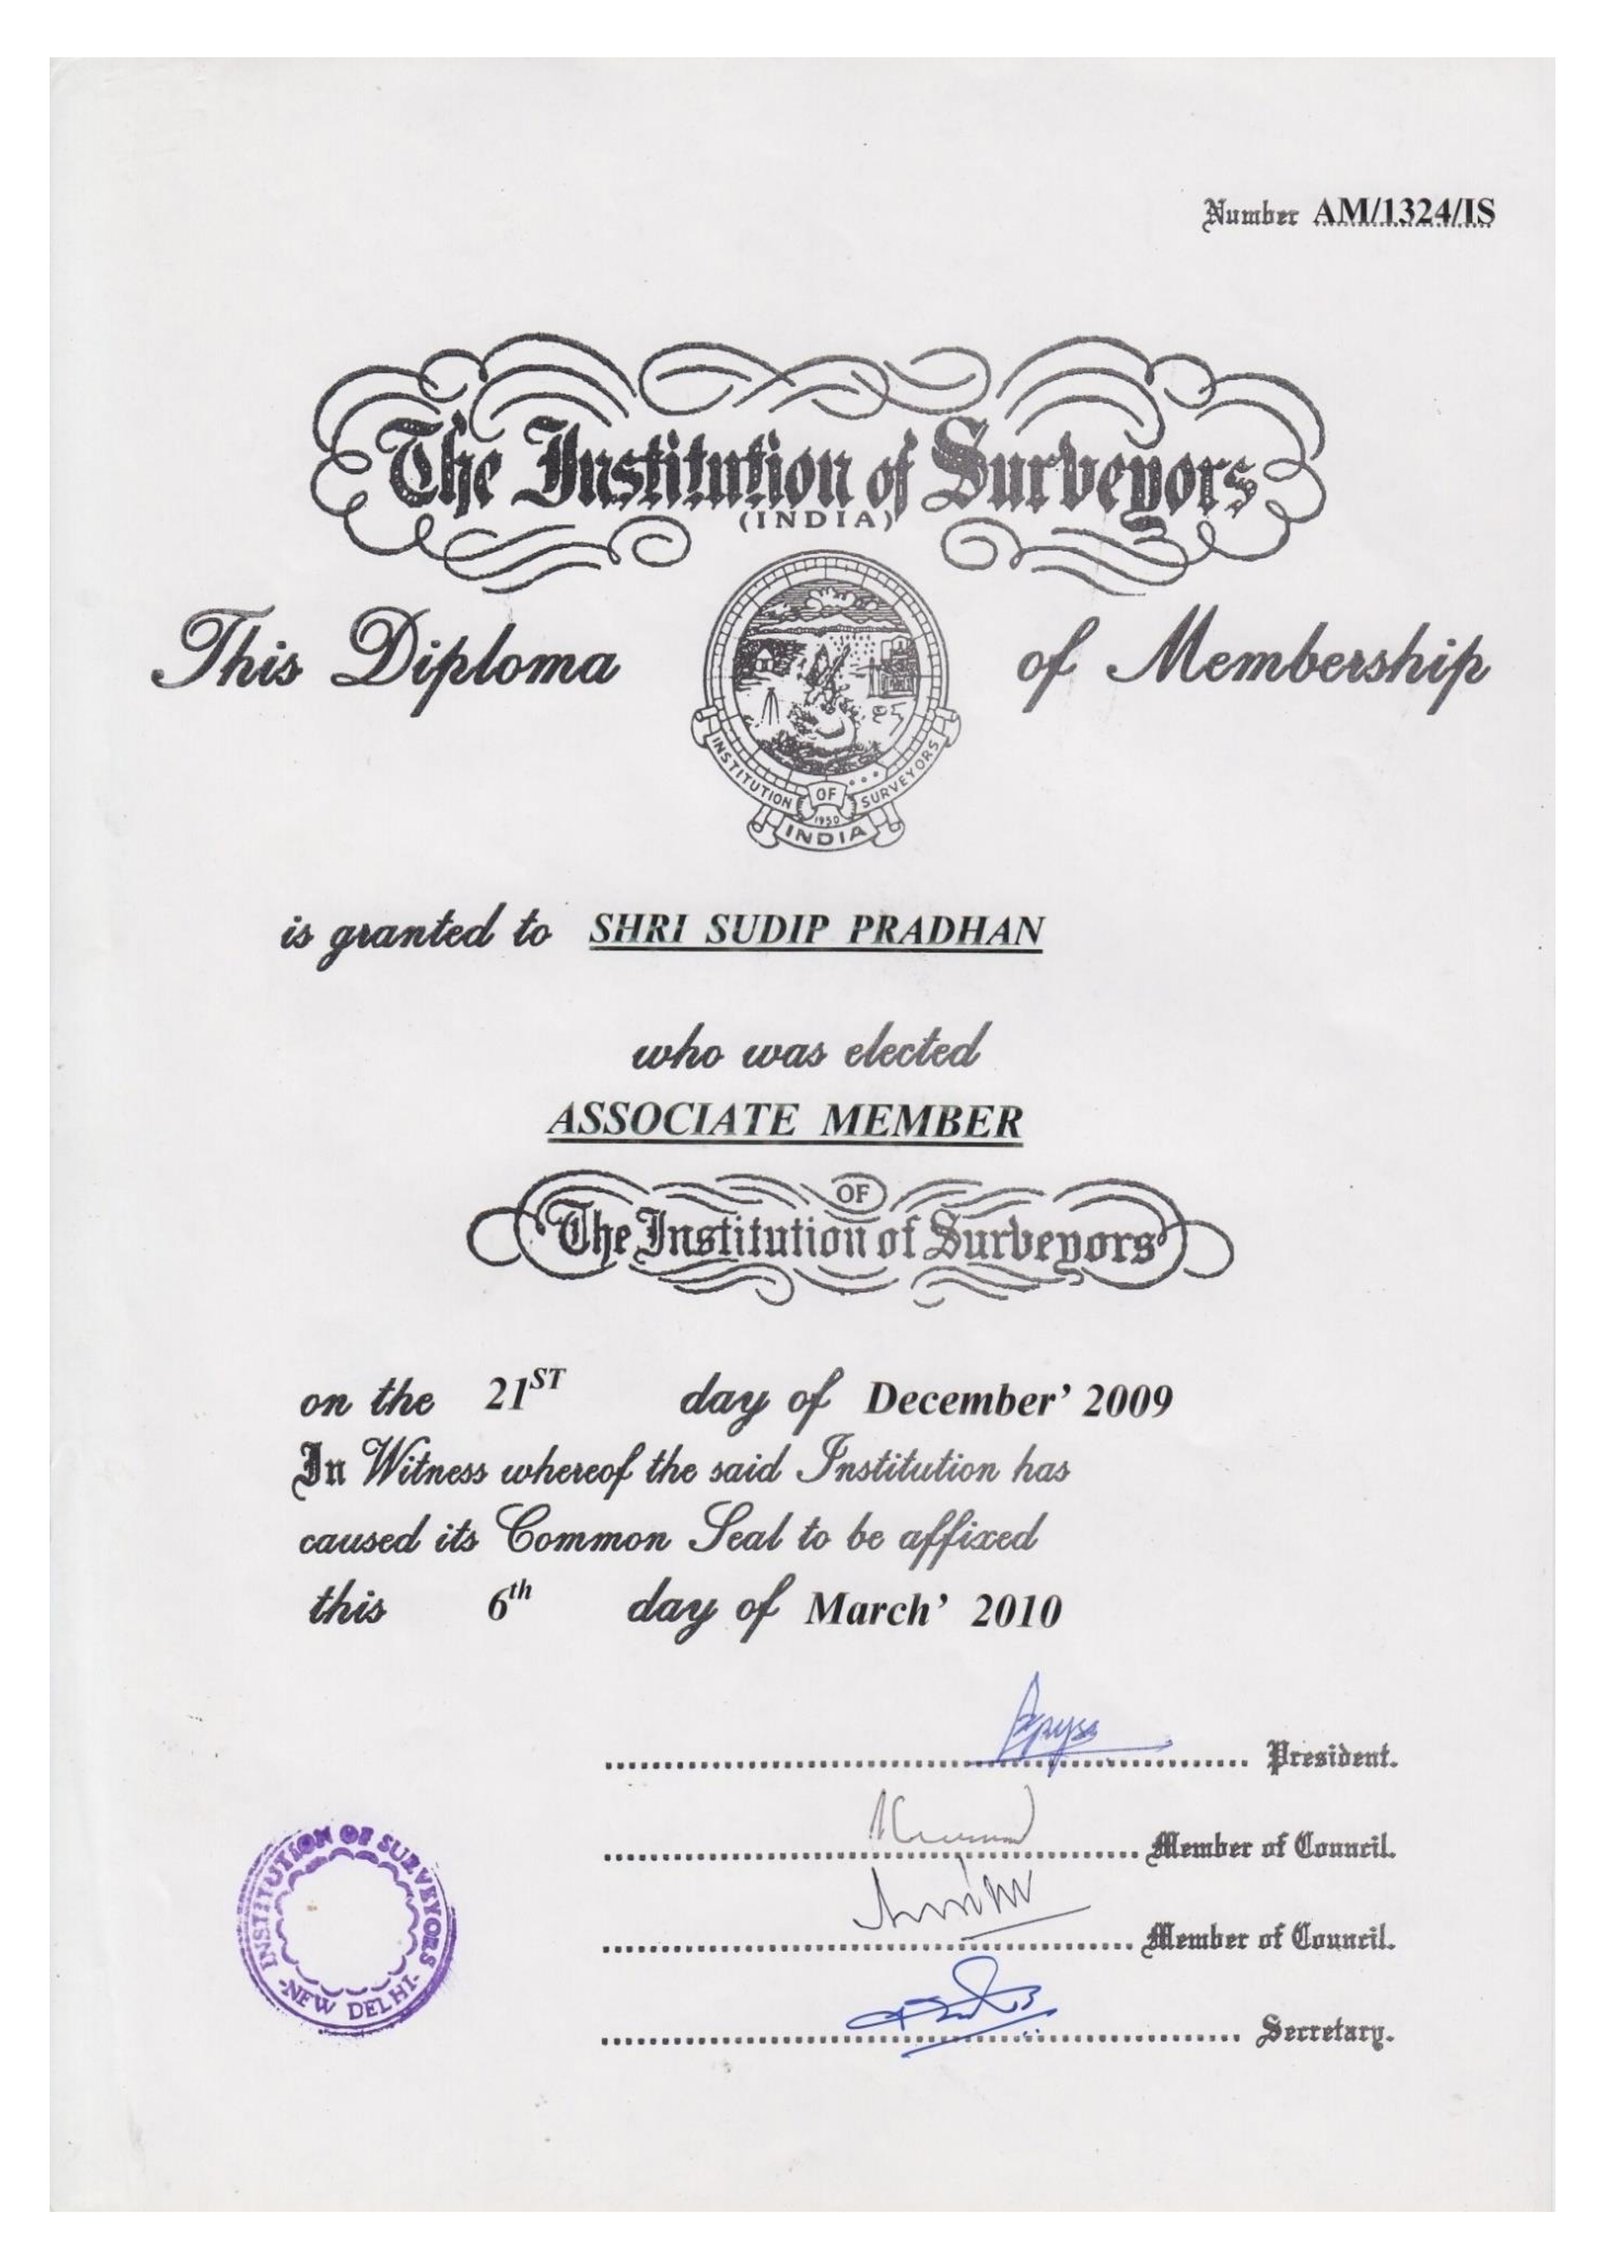 Number AM/1324/IS
The Institution of Surveyors
(INDIA)
This Diploma of Membership
INSTITUTION OF SURVEYORS
1950
INDIA
is granted to SHRI SUDIP PRADHAN
who was elected
ASSOCIATE MEMBER
OF
The Institution of Surveyors
on the 21ST day of December' 2009
In Witness whereof the said Institution has
caused its Common Seal to be affixed
this 6th day of March' 2010
President.
Member of Council.
Member of Council.
Secretary.
INSTITUTION OF SURVEYORS
-NEW DELHI-